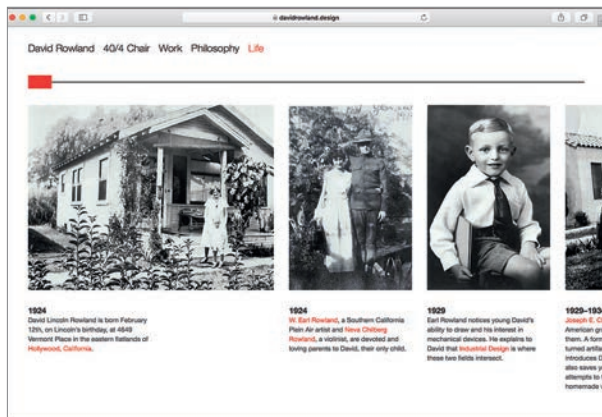 davidrowland.design
David Rowland 40/4 Chair Work Philosophy Life
1924
David Lincoln Rowland is born February
12th, on Lincoln's birthday, at 4849
Vermont Place in the eastern flatlands of
Hollywood, California.
1924
W. Earl Rowland, a Southern California
Plein Air artist and Neva Chilberg
Rowland, a violinist, are devoted and
loving parents to David, their only child.
1929
Earl Rowland notices young David's
ability to draw and his interest in
mechanical devices. He explains to
David that Industrial Design is where
these two fields intersect.
1929–193
Joseph E. C
American gr
them. A form
turned artifa
introduces D
also saves y
attempts to
homemade